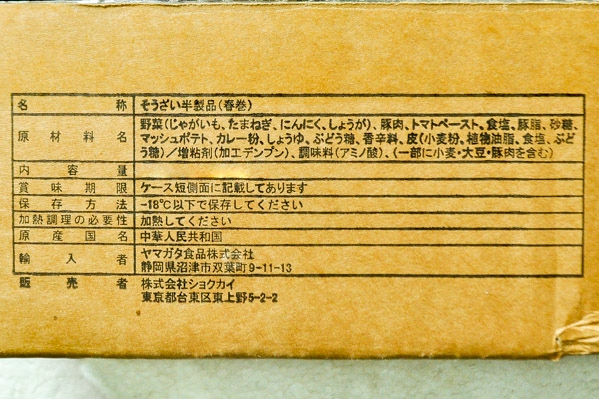 名称 そうざい半製品(春巻)
原材料名 野菜(じゃがいも、たまねぎ、にんにく、しょうが)、豚肉、トマトペースト、食塩、豚脂、砂糖、
マッシュポテト、カレー粉、しょうゆ、ぶどう糖、香辛料、皮(小麦粉、植物油脂、食塩、ぶど
う糖)／増粘剤(加工デンプン)、調味料(アミノ酸)、(一部に小麦・大豆・豚肉を含む)
内容量
賞味期限 ケース短側面に記載してあります
保存方法 -18℃以下で保存してください
加熱調理の必要性 加熱してください
原産国名 中華人民共和国
輸入者 ヤマガタ食品株式会社
静岡県沼津市双葉町9-11-13
販売者 株式会社ショクカイ
東京都台東区東上野5-2-2